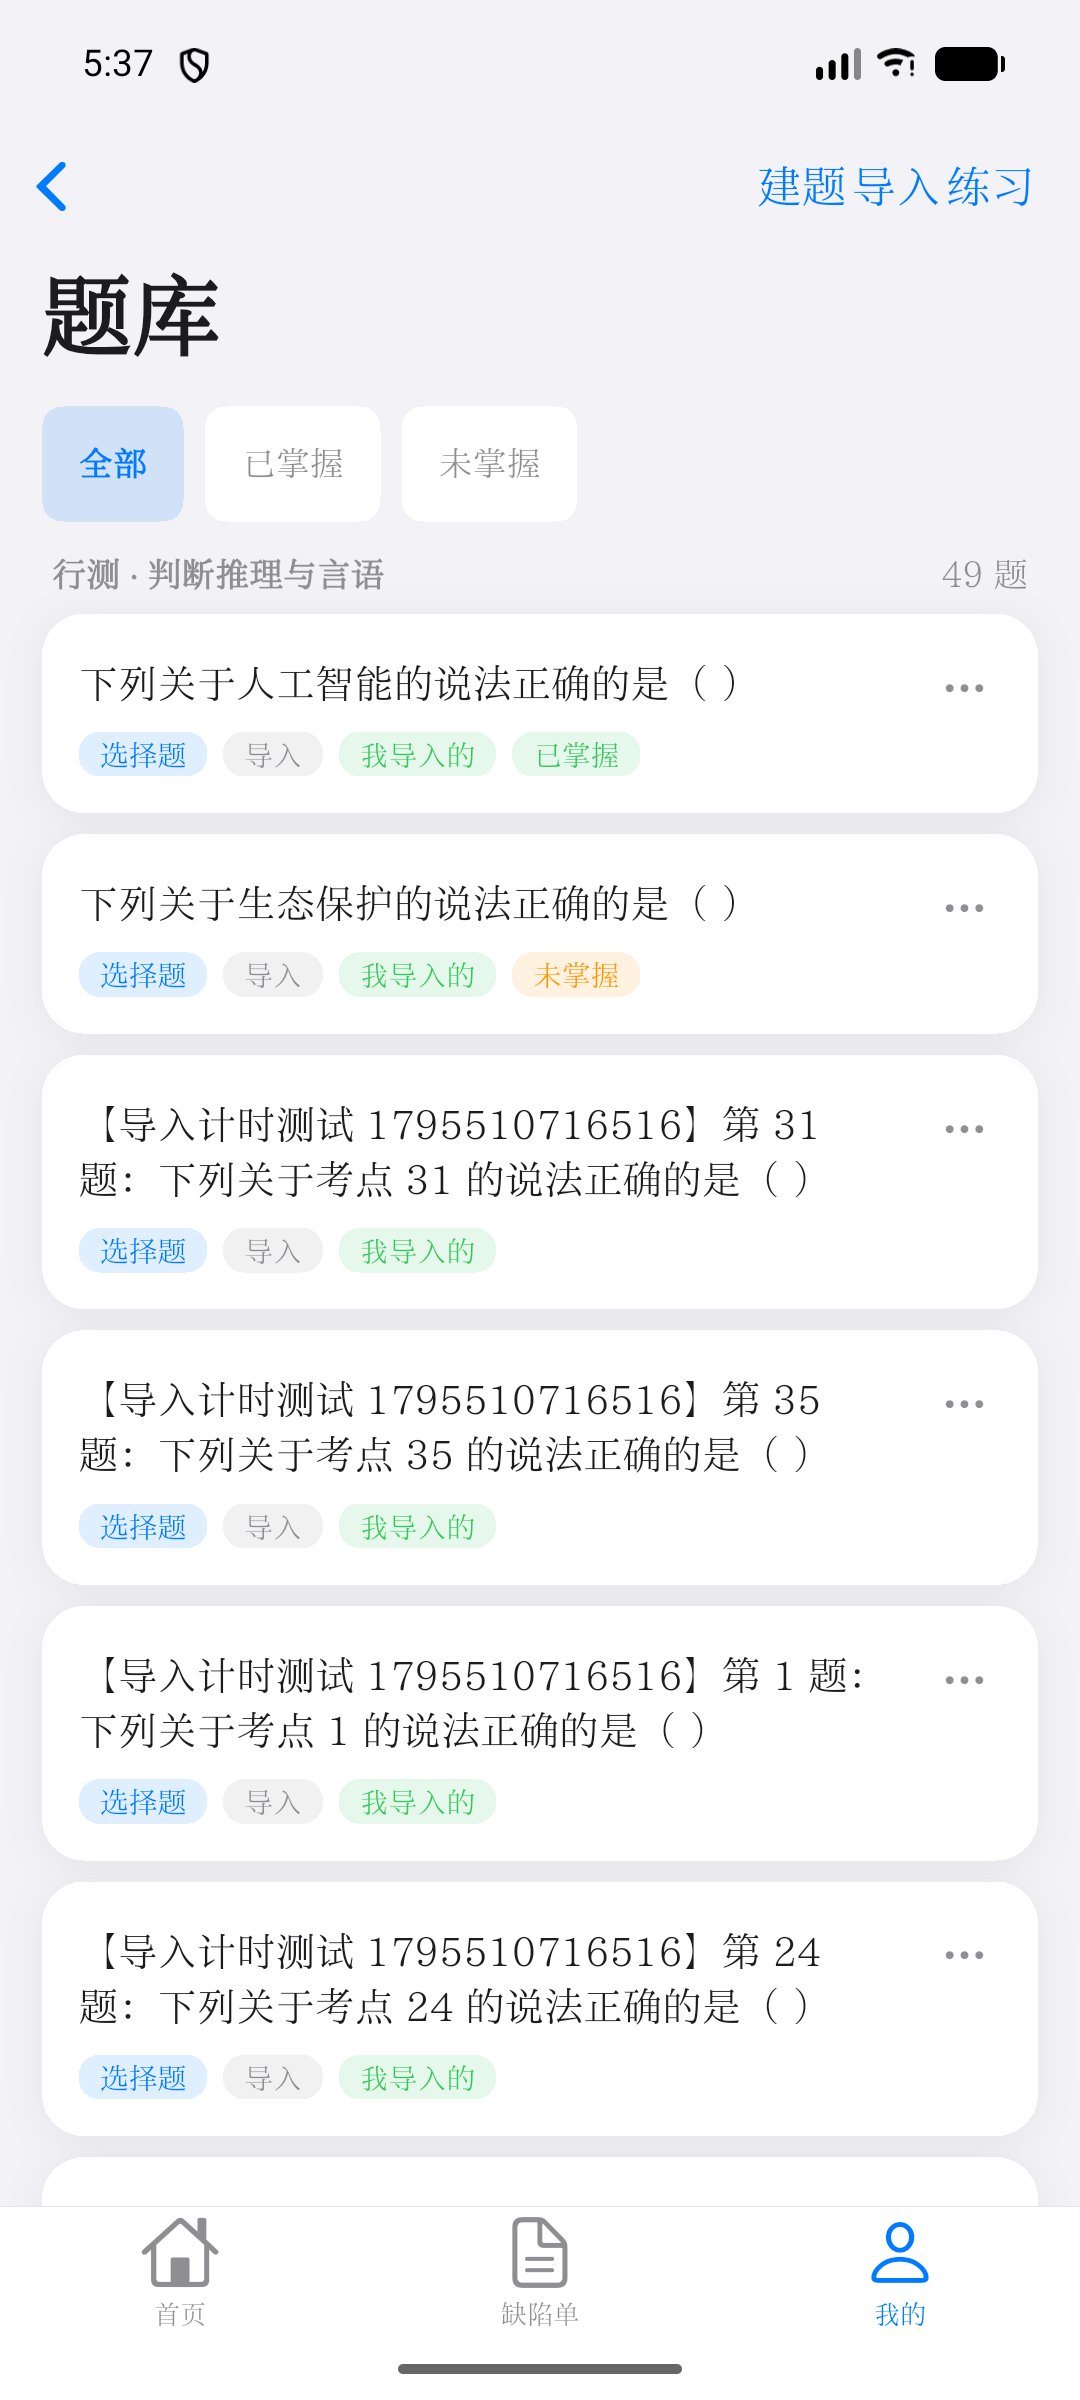 5:37
建题 导入 练习
题库
全部 已掌握 未掌握
行测 · 判断推理与言语 49 题
下列关于人工智能的说法正确的是（ ）
选择题 导入 我导入的 已掌握
下列关于生态保护的说法正确的是（ ）
选择题 导入 我导入的 未掌握
【导入计时测试 1795510716516】第 31
题：下列关于考点 31 的说法正确的是（ ）
选择题 导入 我导入的
【导入计时测试 1795510716516】第 35
题：下列关于考点 35 的说法正确的是（ ）
选择题 导入 我导入的
【导入计时测试 1795510716516】第 1 题：
下列关于考点 1 的说法正确的是（ ）
选择题 导入 我导入的
【导入计时测试 1795510716516】第 24
题：下列关于考点 24 的说法正确的是（ ）
选择题 导入 我导入的
首页 缺陷单 我的